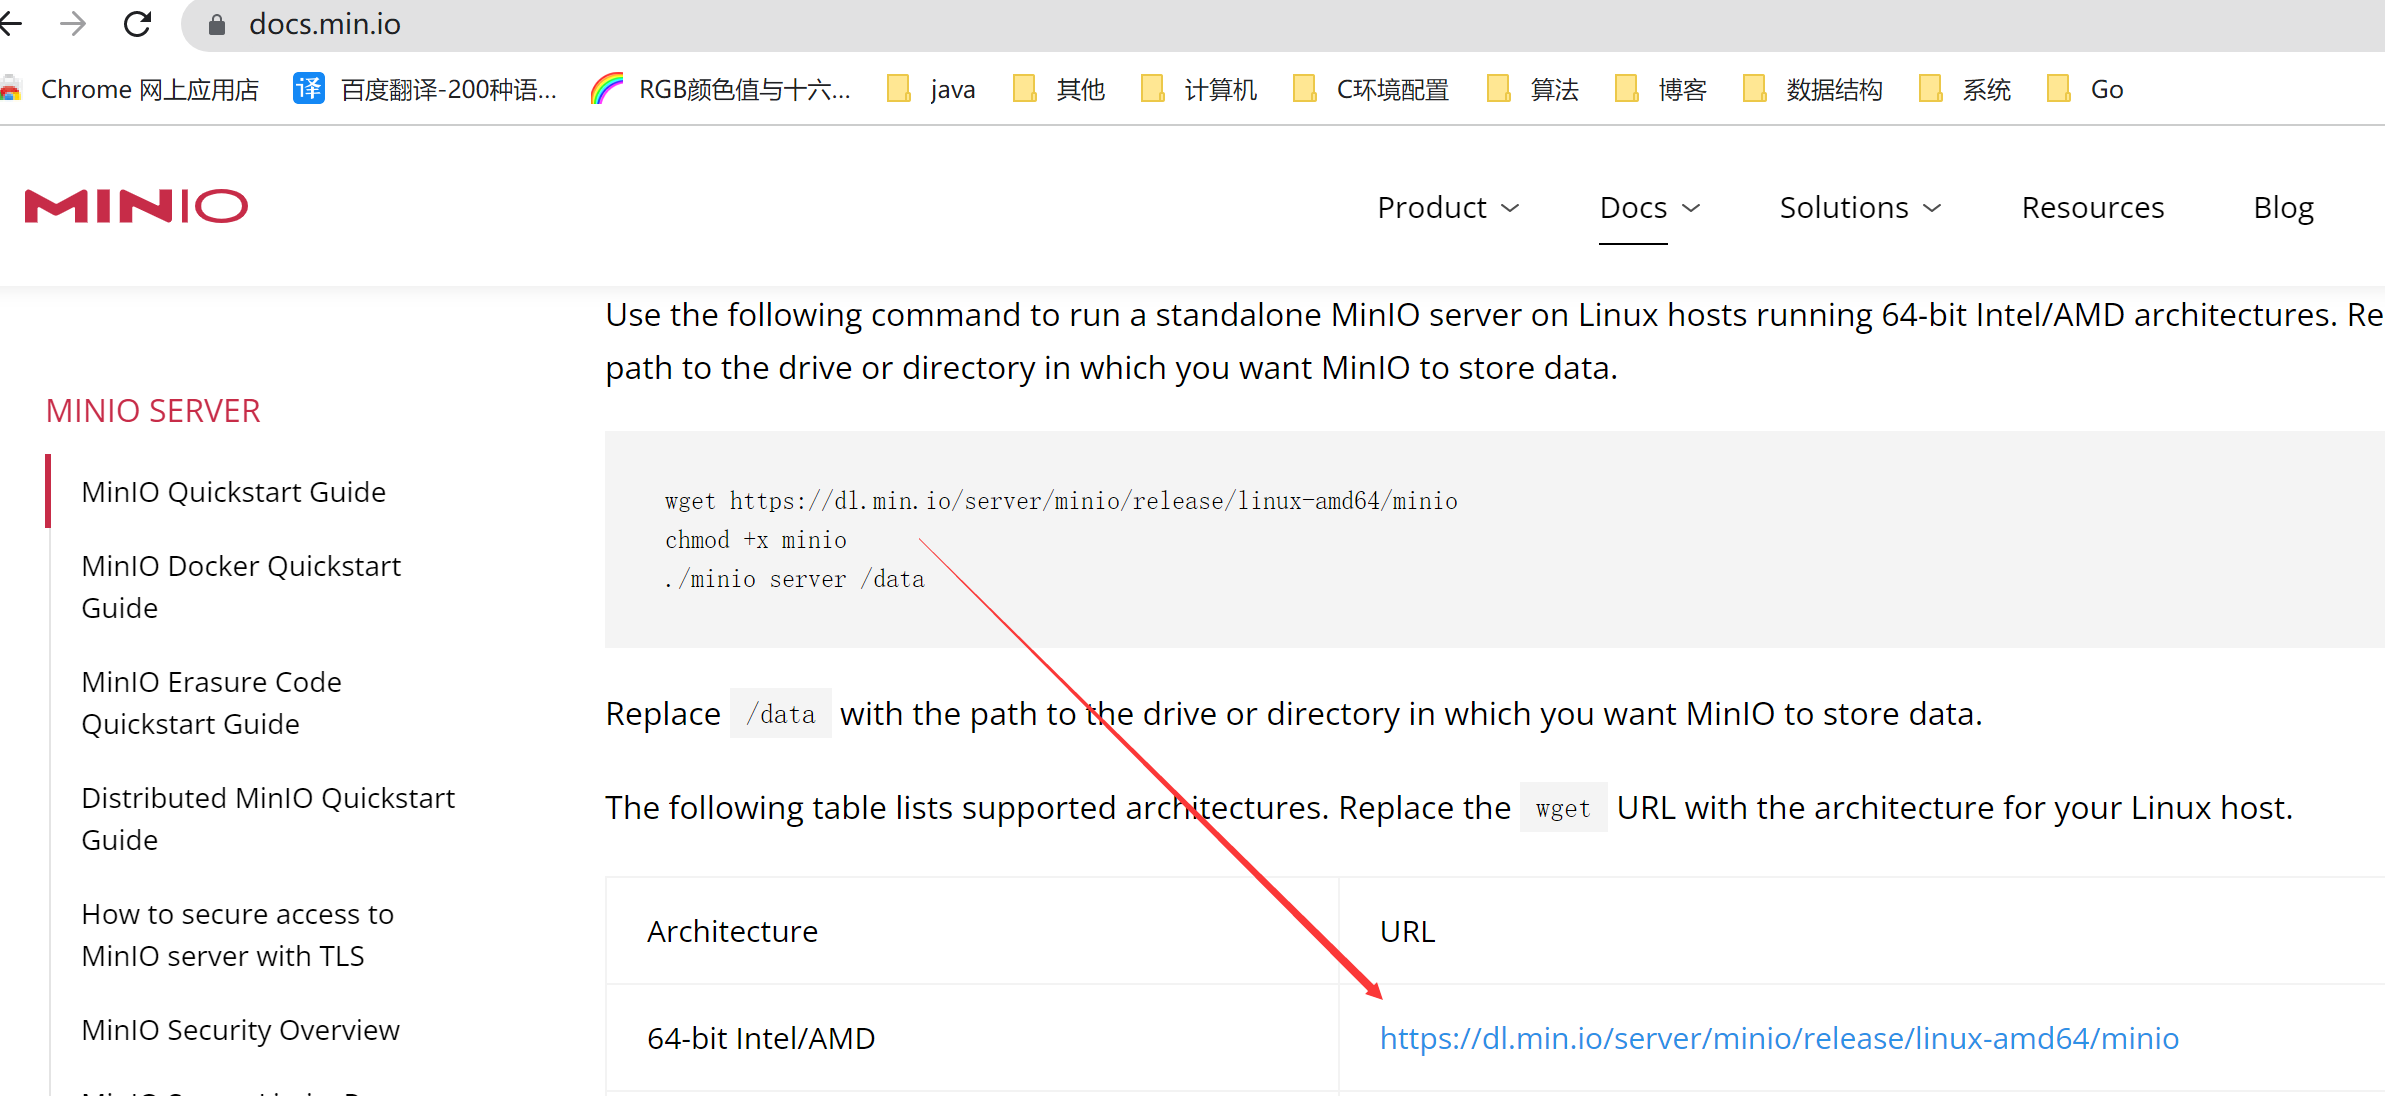 docs.min.io
Chrome 网上应用店 译 百度翻译-200种语... RGB颜色值与十六... java 其他 计算机 C环境配置 算法 博客 数据结构 系统 Go
MINIO Product Docs Solutions Resources Blog
Use the following command to run a standalone MinIO server on Linux hosts running 64-bit Intel/AMD architectures. Re
path to the drive or directory in which you want MinIO to store data.
MINIO SERVER
MinIO Quickstart Guide
MinIO Docker Quickstart
Guide
MinIO Erasure Code
Quickstart Guide
Distributed MinIO Quickstart
Guide
How to secure access to
MinIO server with TLS
MinIO Security Overview
wget https://dl.min.io/server/minio/release/linux-amd64/minio
chmod +x minio
./minio server /data
Replace /data with the path to the drive or directory in which you want MinIO to store data.
The following table lists supported architectures. Replace the wget URL with the architecture for your Linux host.
Architecture URL
64-bit Intel/AMD https://dl.min.io/server/minio/release/linux-amd64/minio